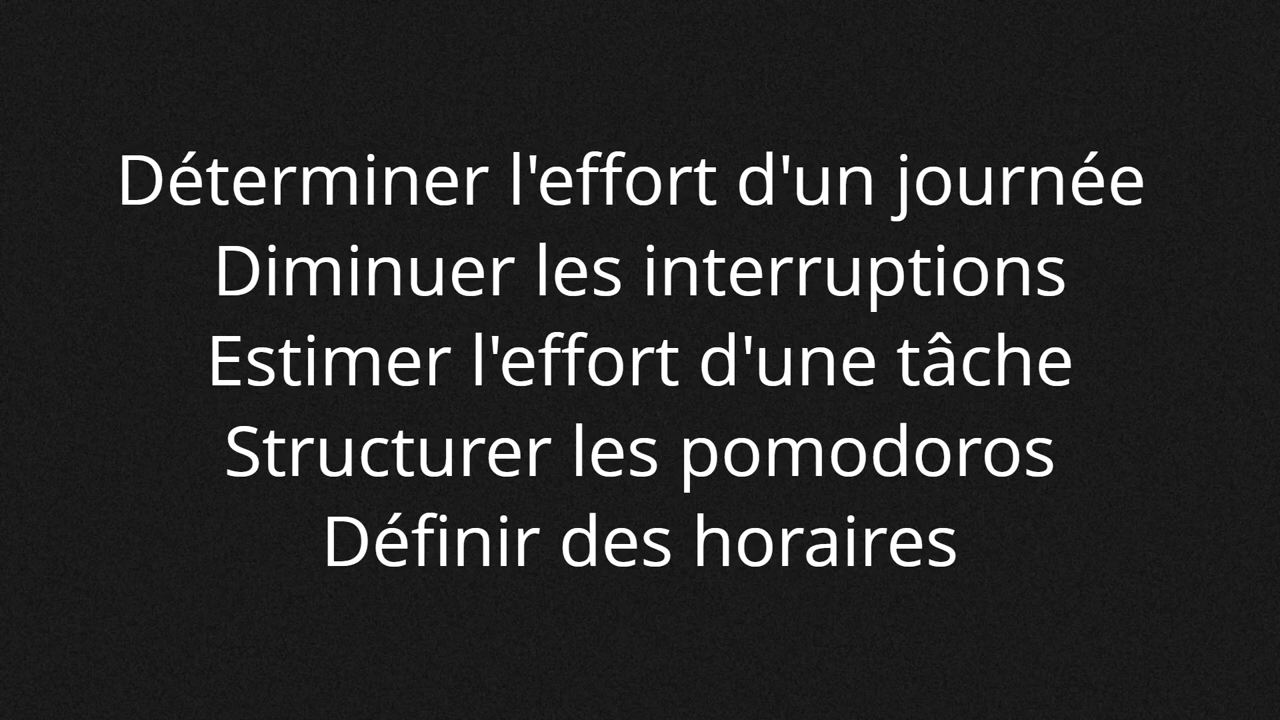 Déterminer l'effort d'un journée
Diminuer les interruptions
Estimer l'effort d'une tâche
Structurer les pomodoros
Définir des horaires